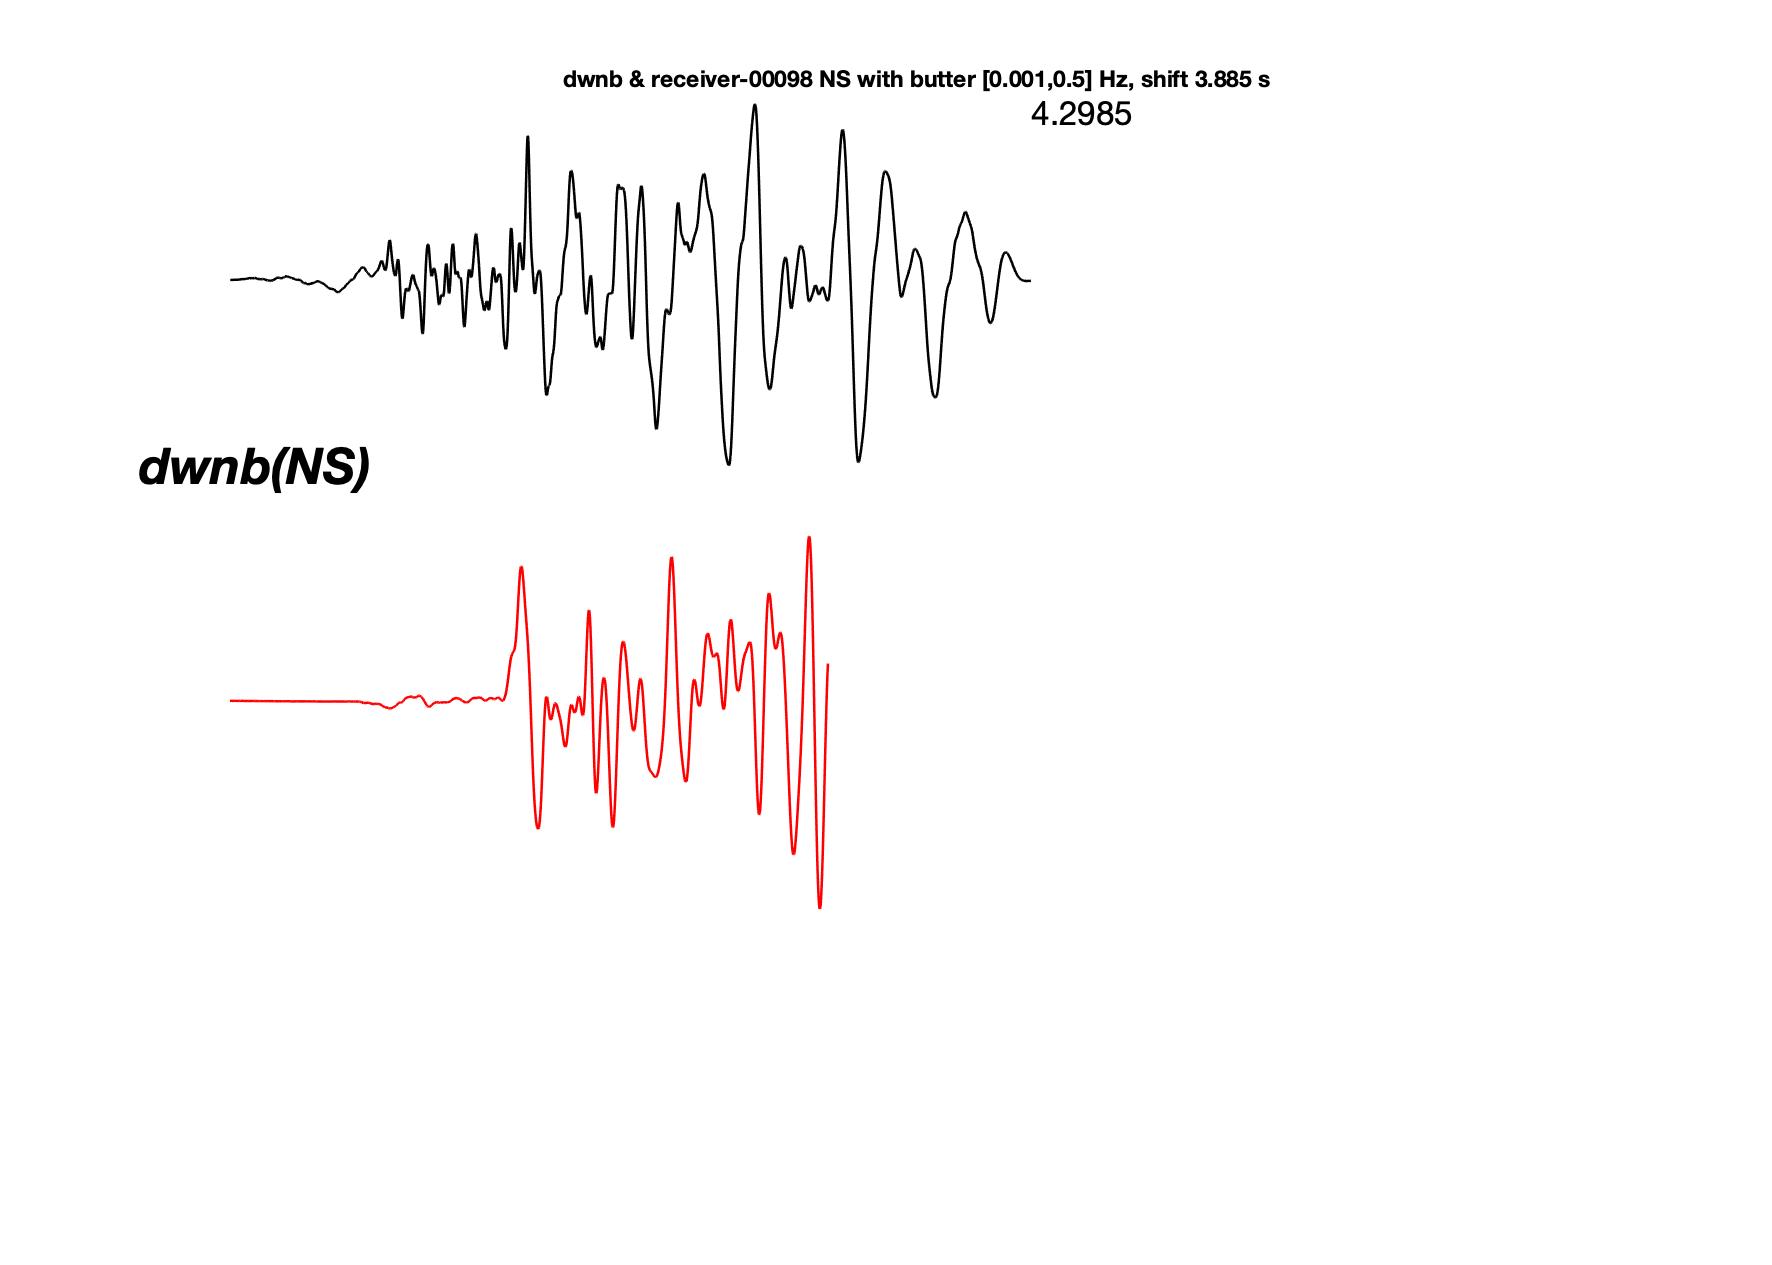 dwnb & receiver-00098 NS with butter [0.001,0.5] Hz, shift 3.885 s
4.2985
dwnb(NS)